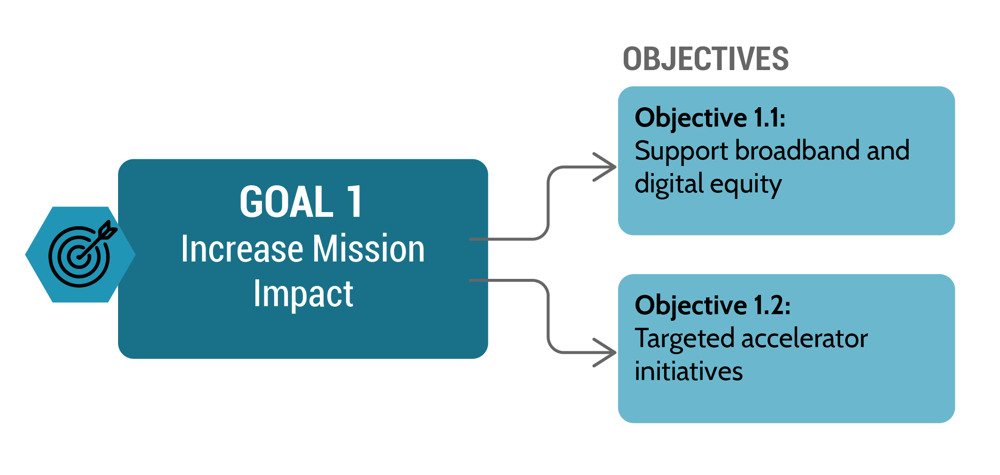 GOAL 1
Increase Mission
Impact
OBJECTIVES
Objective 1.1:
Support broadband and
digital equity
Objective 1.2:
Targeted accelerator
initiatives